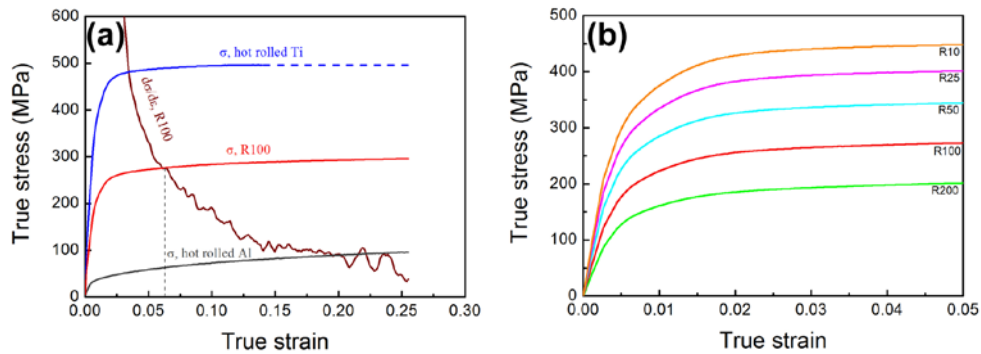 (a)
600
500
400
300
200
100
0
True stress (MPa)
σ, hot rolled Ti
dσ/dε, R100
σ, R100
σ, hot rolled Al
0.00 0.05 0.10 0.15 0.20 0.25 0.30
True strain
(b)
500
400
300
200
100
0
True stress (MPa)
R10
R25
R50
R100
R200
0.00 0.01 0.02 0.03 0.04 0.05
True strain